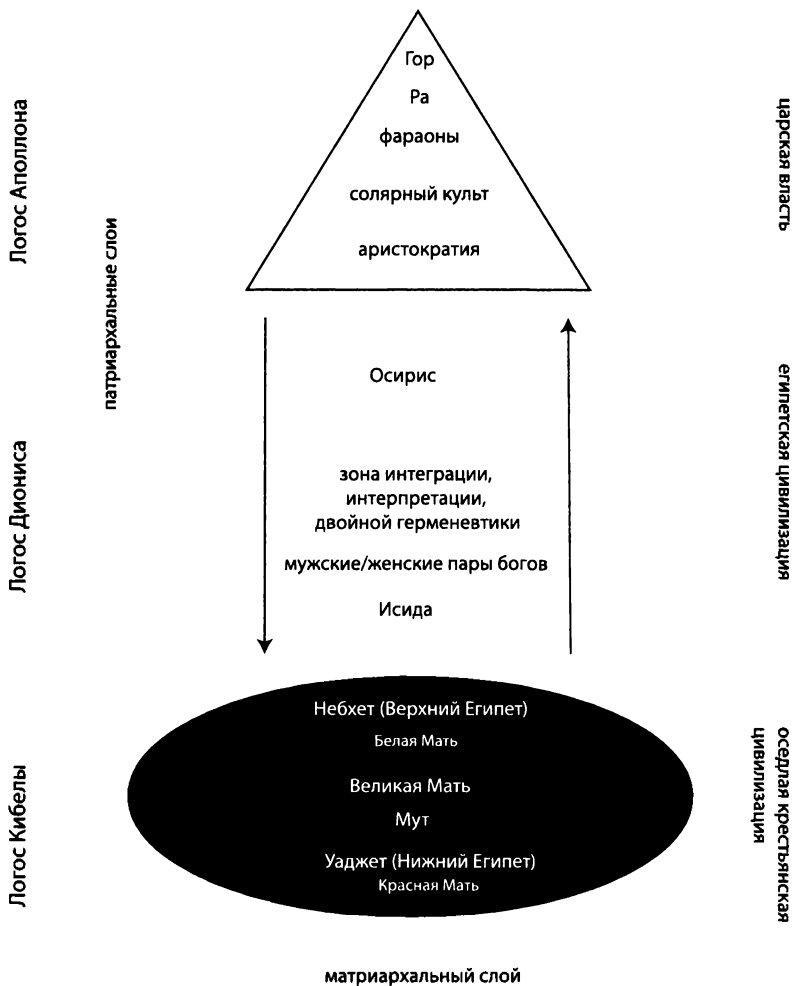 Гор
Ра
фараоны
солярный культ
аристократия
Логос Аполлона
патриархальные слои
царская власть
Осирис
зона интеграции,
интерпретации,
двойной герменевтики
мужские/женские пары богов
Исида
Логос Диониса
египетская цивилизация
Небхет (Верхний Египет)
Белая Мать
Великая Мать
Мут
Уаджет (Нижний Египет)
Красная Мать
Логос Кибелы
оседлая крестьянская
цивилизация
матриархальный слой